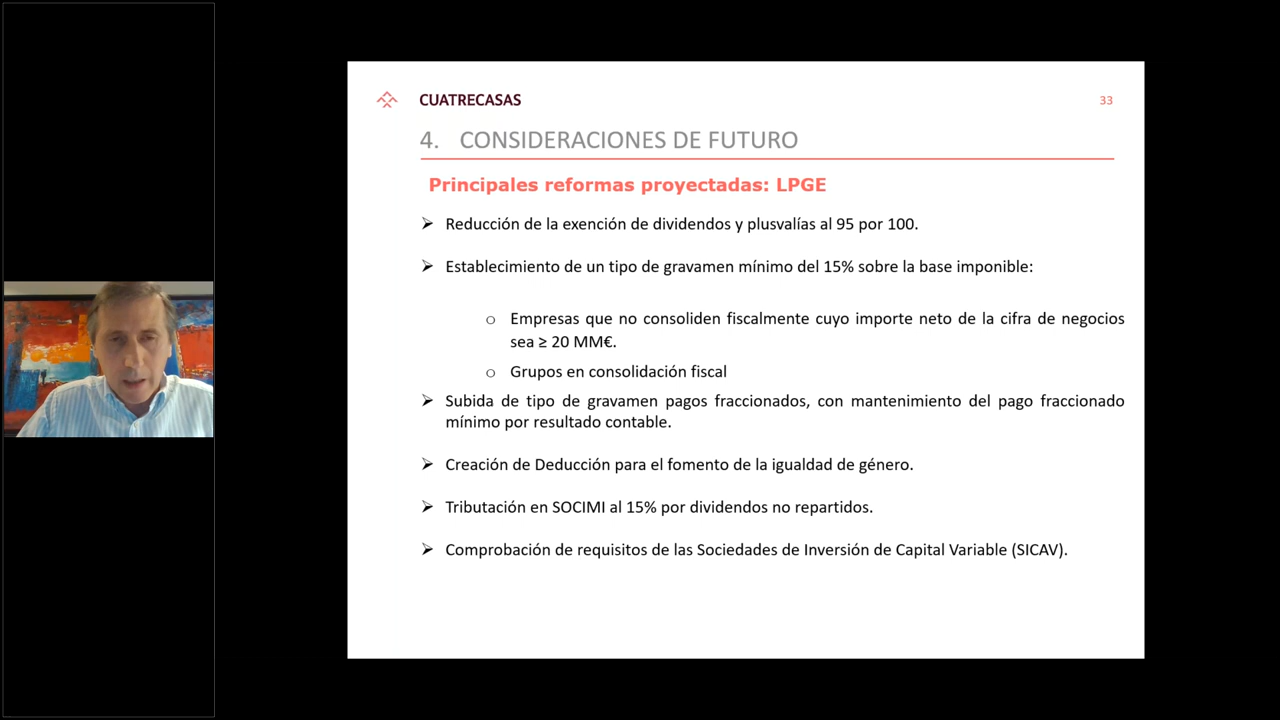 CUATRECASAS
33
4. CONSIDERACIONES DE FUTURO
Principales reformas proyectadas: LPGE
➢ Reducción de la exención de dividendos y plusvalías al 95 por 100.
➢ Establecimiento de un tipo de gravamen mínimo del 15% sobre la base imponible:
o Empresas que no consoliden fiscalmente cuyo importe neto de la cifra de negocios
sea ≥ 20 MM€.
o Grupos en consolidación fiscal
➢ Subida de tipo de gravamen pagos fraccionados, con mantenimiento del pago fraccionado
mínimo por resultado contable.
➢ Creación de Deducción para el fomento de la igualdad de género.
➢ Tributación en SOCIMI al 15% por dividendos no repartidos.
➢ Comprobación de requisitos de las Sociedades de Inversión de Capital Variable (SICAV).